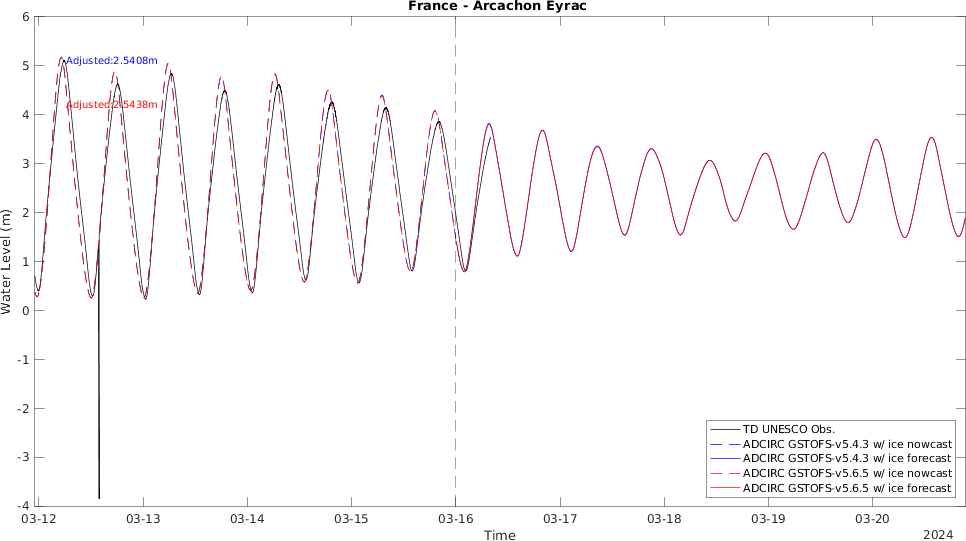 France - Arcachon Eyrac
6
5
4
3
2
1
0
-1
-2
-3
-4
Water Level (m)
Adjusted:2.5408m
Adjusted:2.5438m
TD UNESCO Obs.
ADCIRC GSTOFS-v5.4.3 w/ ice nowcast
ADCIRC GSTOFS-v5.4.3 w/ ice forecast
ADCIRC GSTOFS-v5.6.5 w/ ice nowcast
ADCIRC GSTOFS-v5.6.5 w/ ice forecast
03-12 03-13 03-14 03-15 03-16 03-17 03-18 03-19 03-20
Time
2024